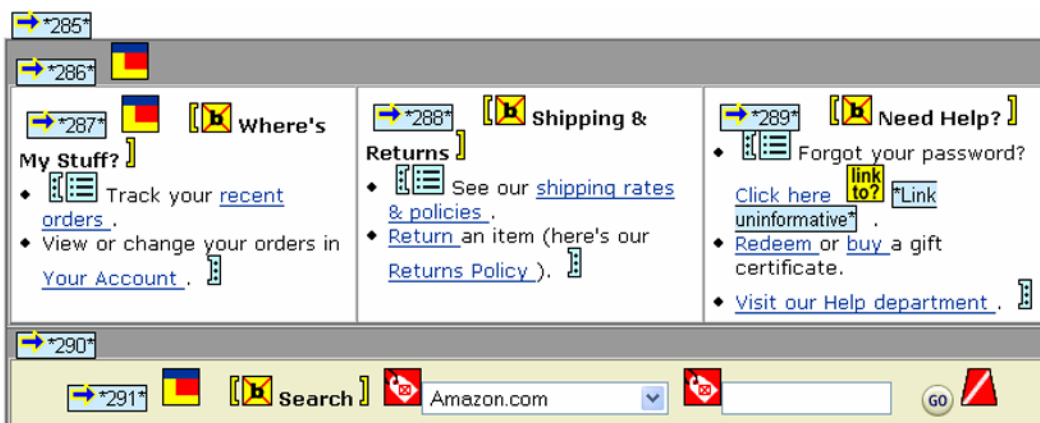 *285*
*286*
*287* b Where's
My Stuff?
• Track your recent
orders .
• View or change your orders in
Your Account .
*288* b Shipping &
Returns
• See our shipping rates
& policies .
• Return an item (here's our
Returns Policy ).
*289* b Need Help?
• Forgot your password?
Click here link to? *Link
uninformative* .
• Redeem or buy a gift
certificate.
• Visit our Help department .
*290*
*291* b Search Amazon.com GO